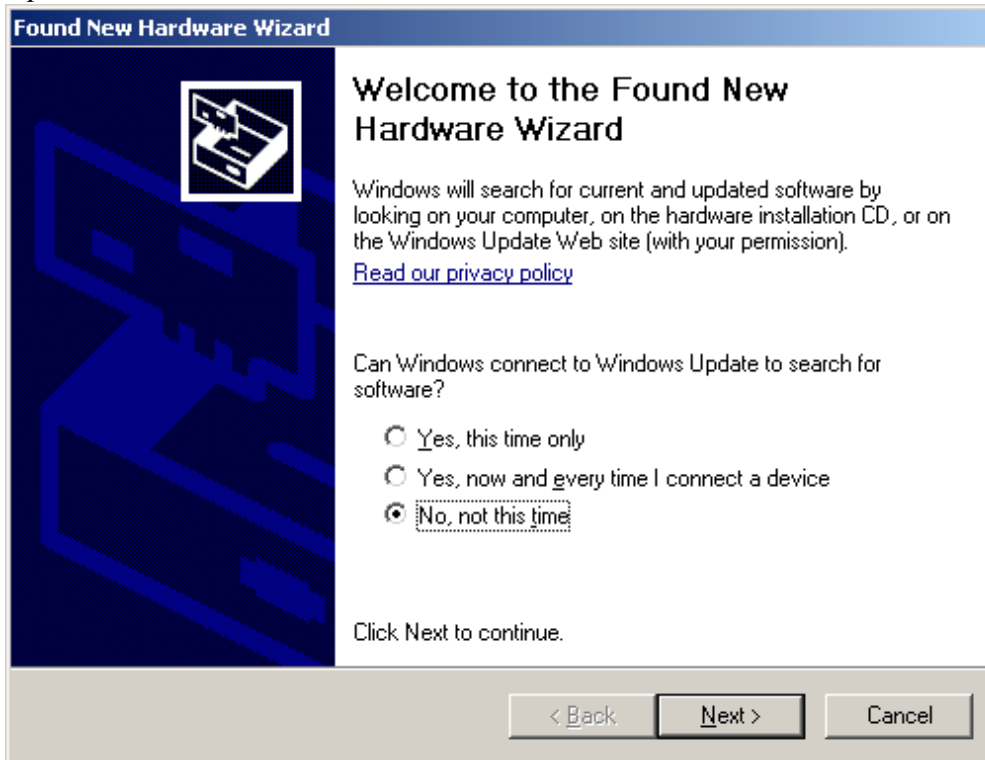 Found New Hardware Wizard
Welcome to the Found New
Hardware Wizard
Windows will search for current and updated software by
looking on your computer, on the hardware installation CD, or on
the Windows Update Web site (with your permission).
Read our privacy policy
Can Windows connect to Windows Update to search for
software?
Yes, this time only
Yes, now and every time I connect a device
No, not this time
Click Next to continue.
< Back
Next >
Cancel